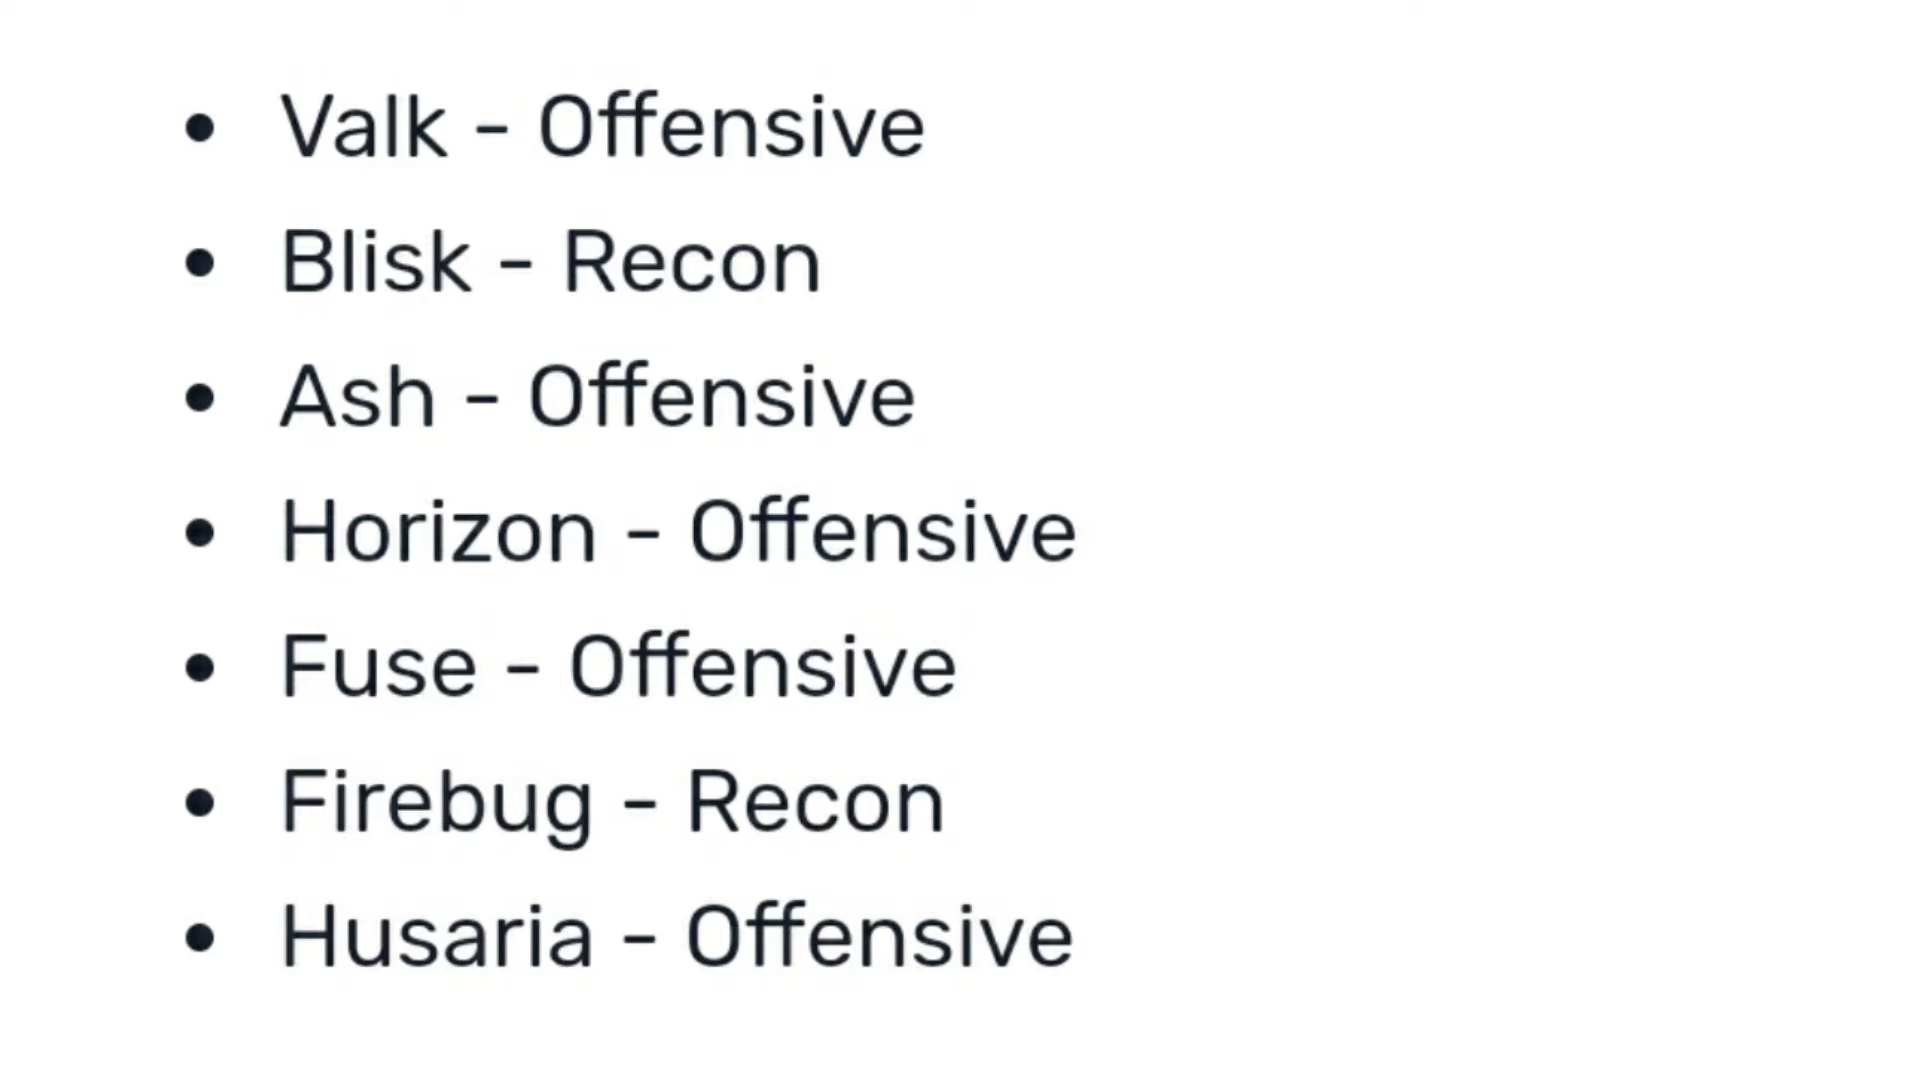 • Valk - Offensive
• Blisk - Recon
• Ash - Offensive
• Horizon - Offensive
• Fuse - Offensive
• Firebug - Recon
• Husaria - Offensive